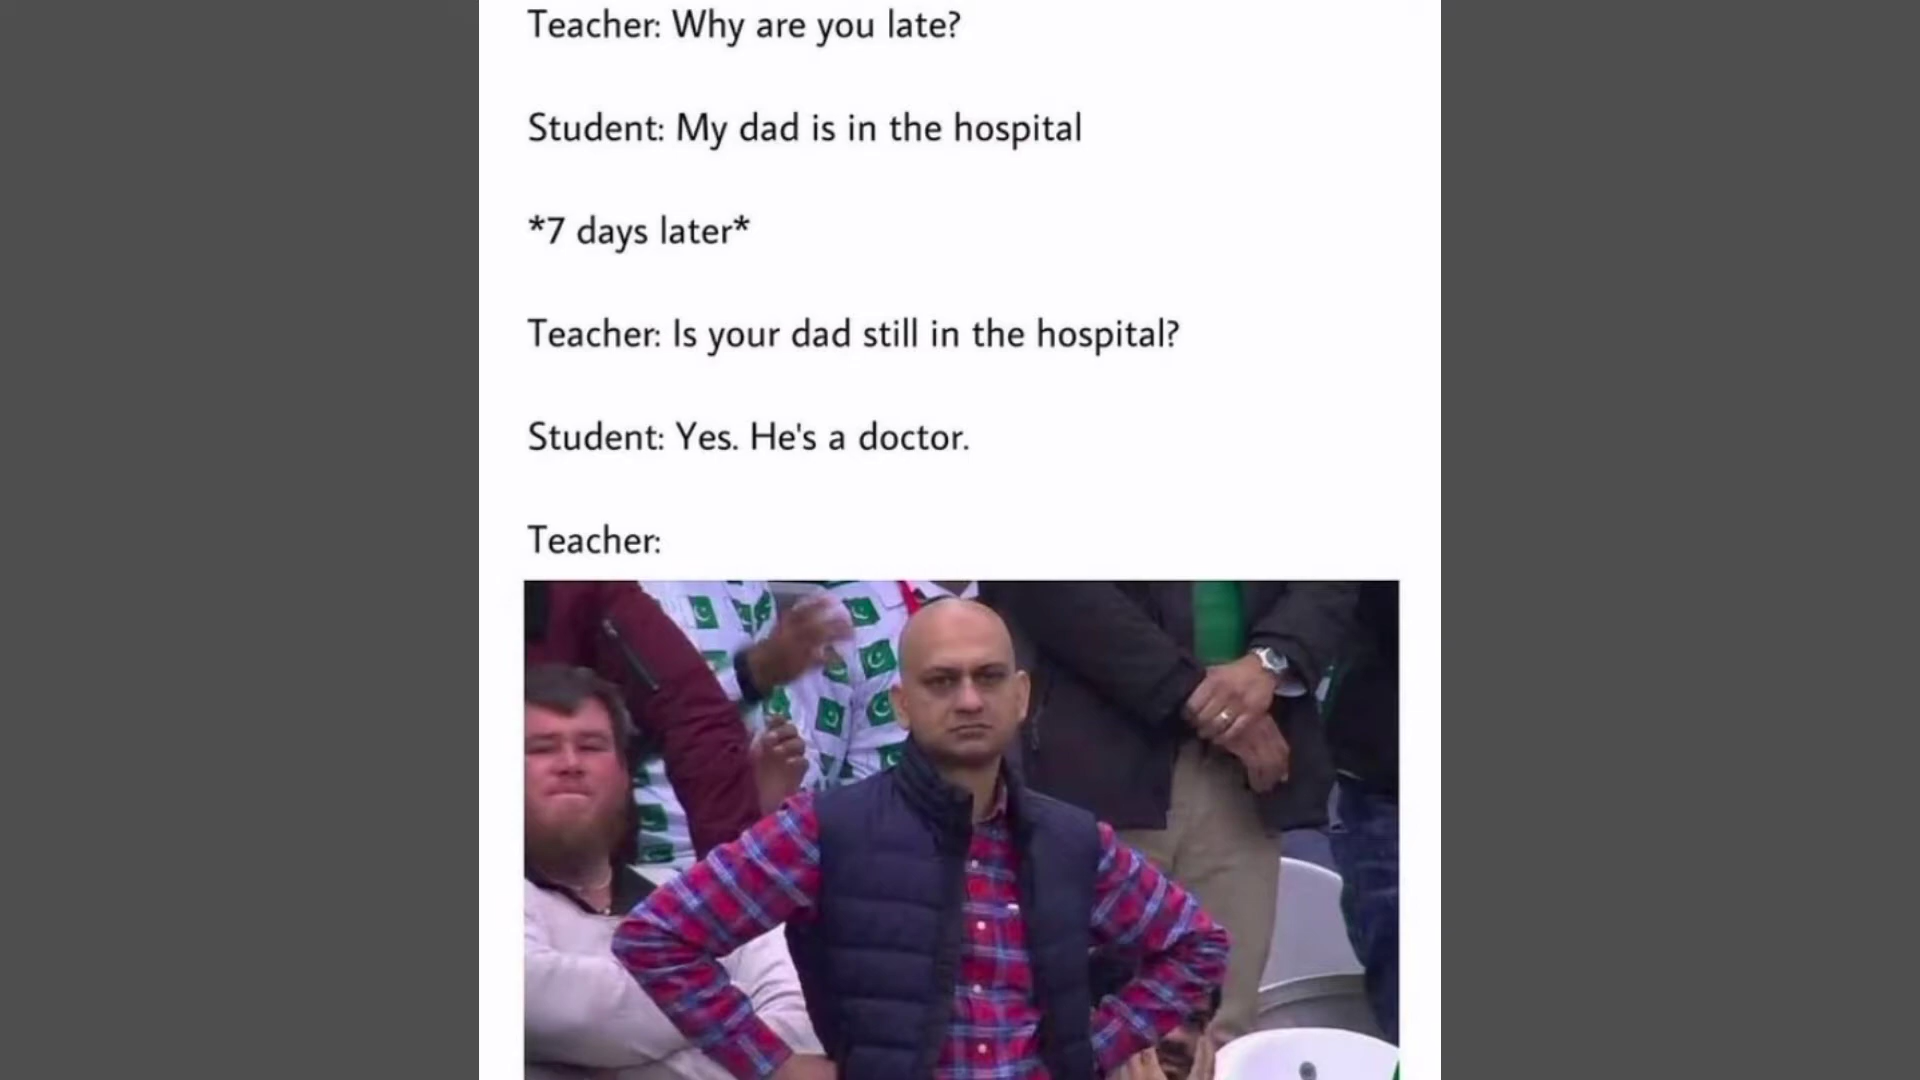 Teacher: Why are you late?
Student: My dad is in the hospital
*7 days later*
Teacher: Is your dad still in the hospital?
Student: Yes. He's a doctor.
Teacher: